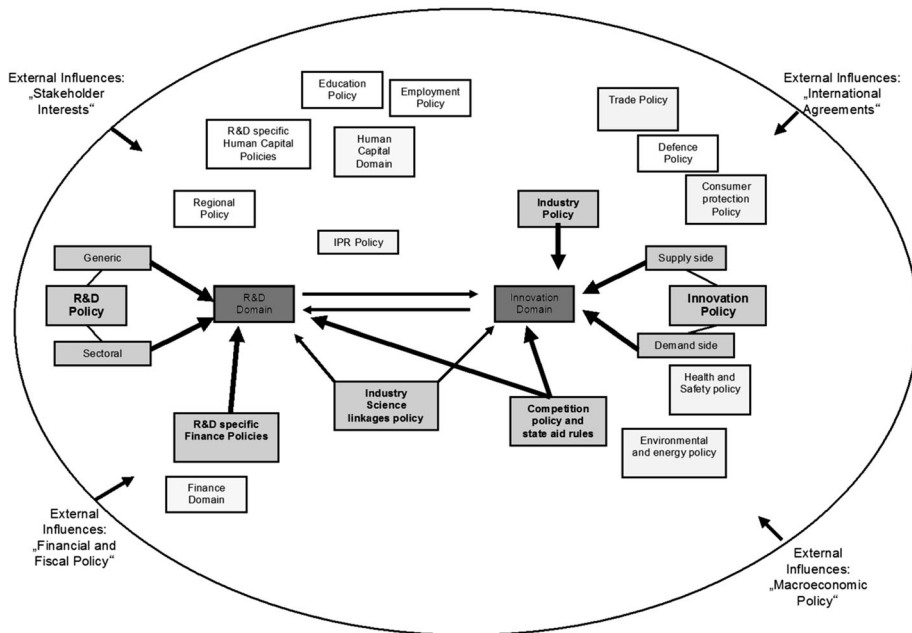 External Influences:
„Stakeholder
Interests“
External Influences:
„International
Agreements“
Education
Policy
Employment
Policy
Trade Policy
R&D specific
Human Capital
Policies
Human
Capital
Domain
Defence
Policy
Consumer
protection
Policy
Regional
Policy
Industry
Policy
IPR Policy
Generic
Supply side
R&D
Policy
R&D
Domain
Innovation
Domain
Innovation
Policy
Sectoral
Demand side
Health and
Safety policy
Industry
Science
linkages policy
Competition
policy and
state aid rules
R&D specific
Finance Policies
Environmental
and energy policy
Finance
Domain
External
Influences:
„Financial and
Fiscal Policy“
External
Influences:
„Macroeconomic
Policy“